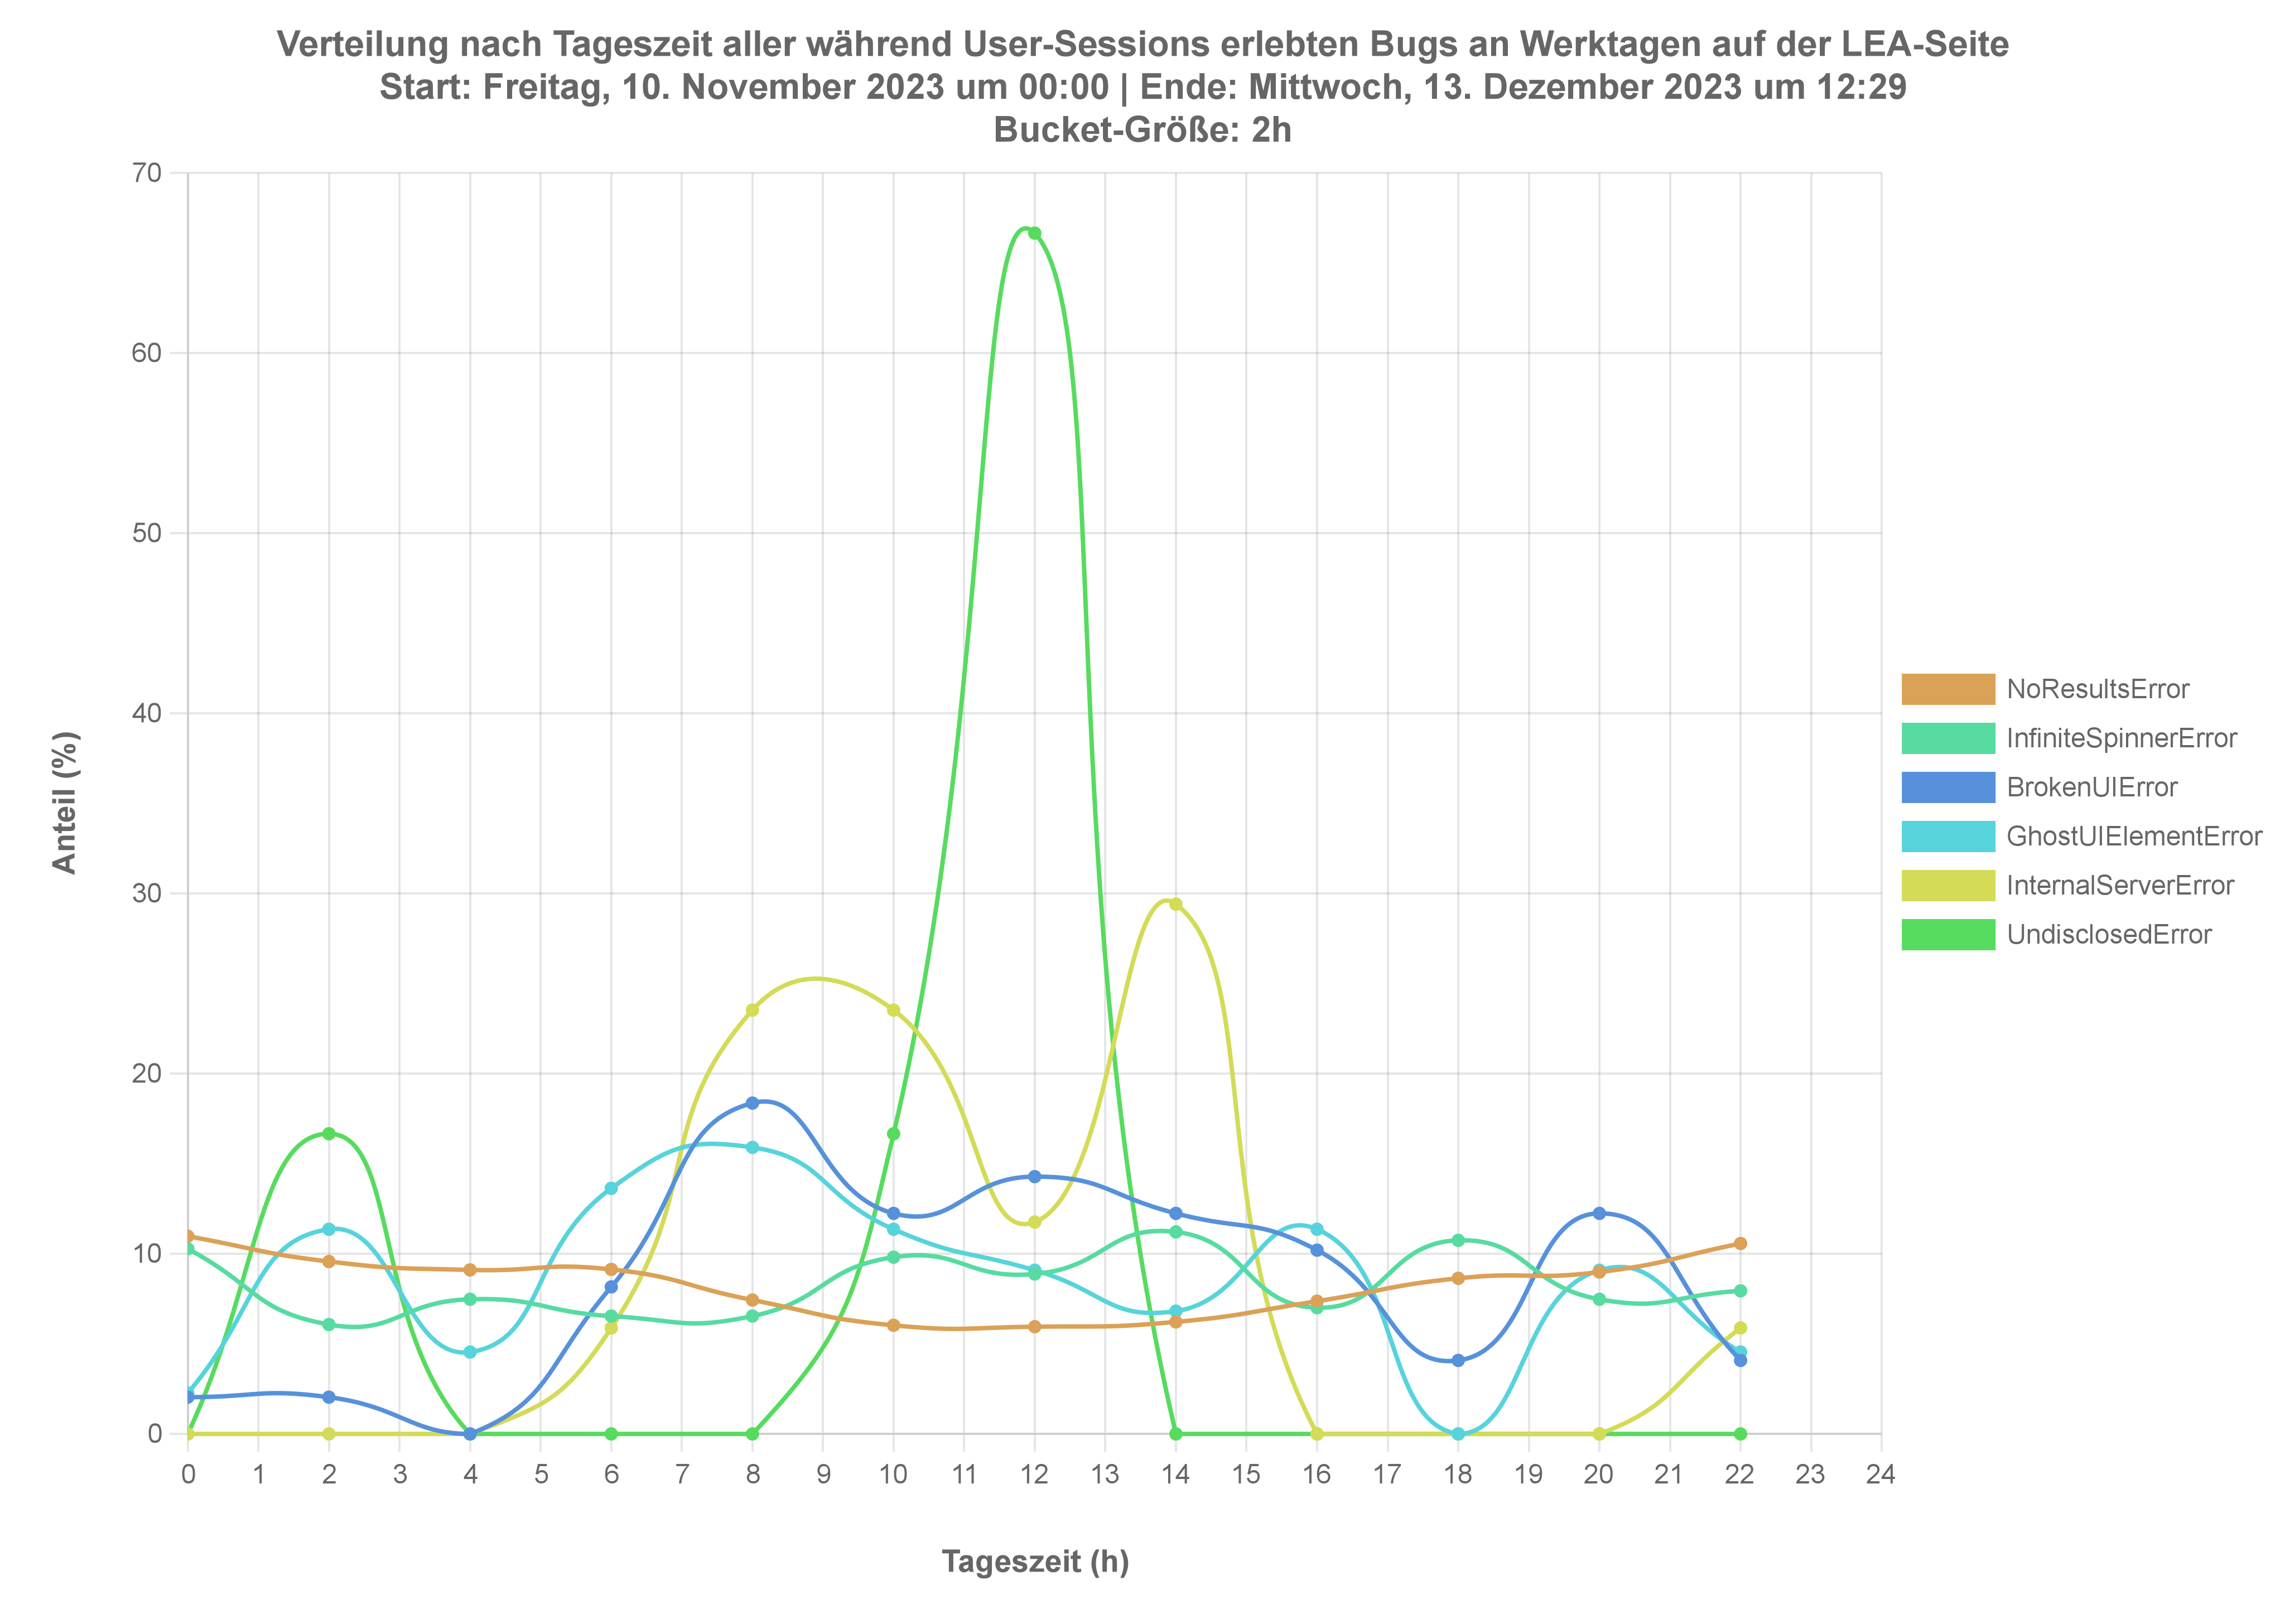 Verteilung nach Tageszeit aller während User-Sessions erlebten Bugs an Werktagen auf der LEA-Seite
Start: Freitag, 10. November 2023 um 00:00 | Ende: Mittwoch, 13. Dezember 2023 um 12:29
Bucket-Größe: 2h
70
60
50
40
30
20
10
0
Anteil (%)
0 1 2 3 4 5 6 7 8 9 10 11 12 13 14 15 16 17 18 19 20 21 22 23 24
Tageszeit (h)
NoResultsError
InfiniteSpinnerError
BrokenUIError
GhostUIElementError
InternalServerError
UndisclosedError